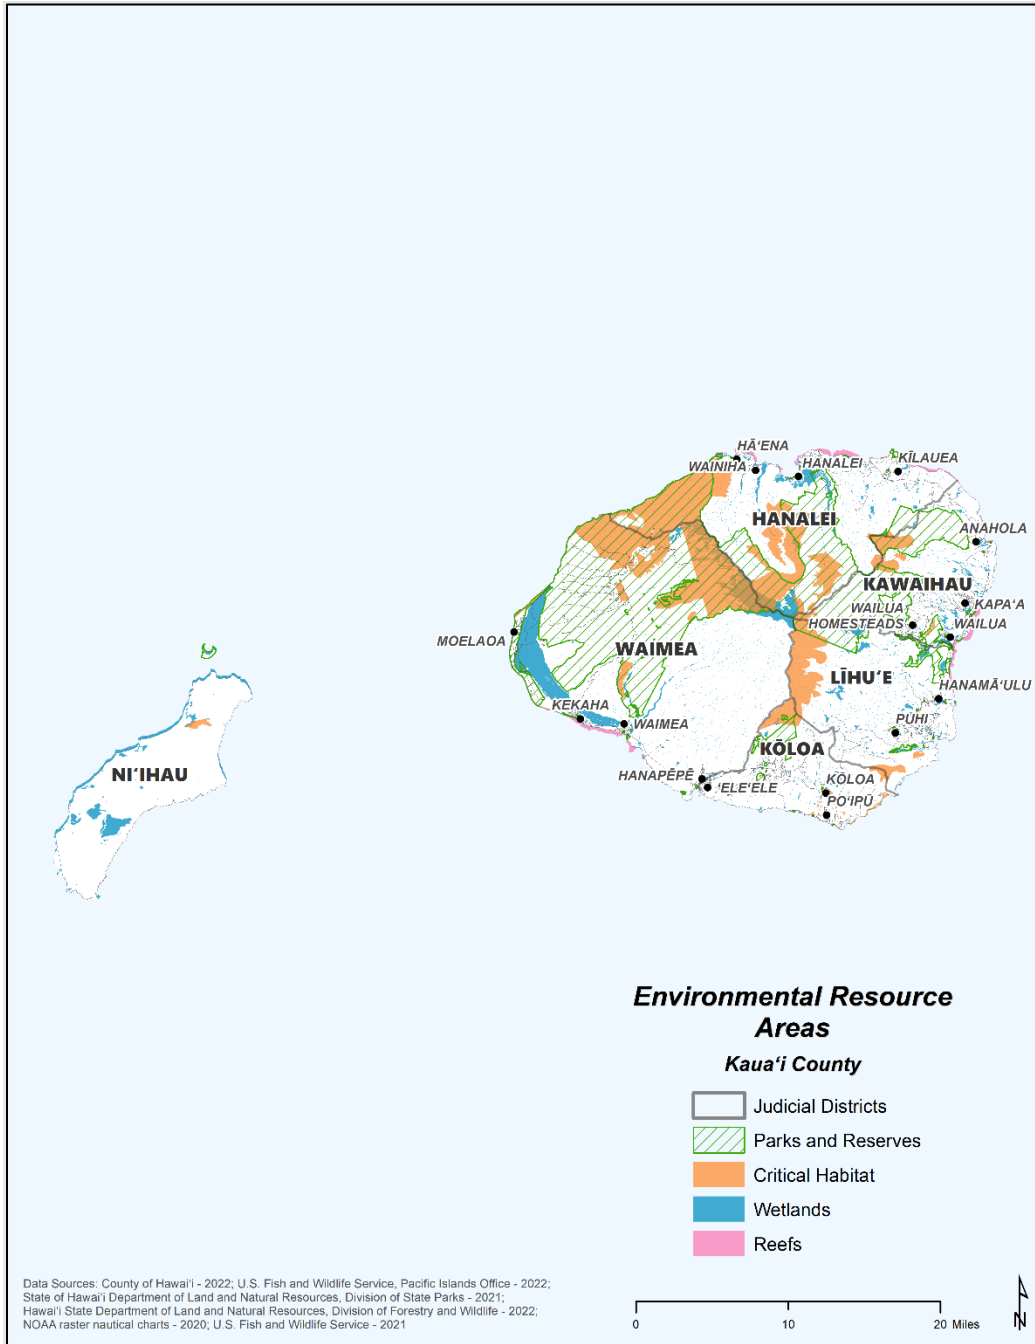 HĀ‘ENA
WAINIHA
HANALEI
KĪLAUEA
HANALEI
ANAHOLA
KAWAIHAU
KAPA‘A
WAILUA
HOMESTEADS
WAILUA
MOELAOA
WAIMEA
LĪHU‘E
HANAMĀ‘ULU
KEKAHA
WAIMEA
PUHI
KŌLOA
NI‘IHAU
HANAPĒPĒ
‘ELE‘ELE
KŌLOA
PO‘IPŪ
Environmental Resource
Areas
Kaua‘i County
Judicial Districts
Parks and Reserves
Critical Habitat
Wetlands
Reefs
Data Sources: County of Hawai‘i - 2022; U.S. Fish and Wildlife Service, Pacific Islands Office - 2022;
State of Hawai‘i Department of Land and Natural Resources, Division of State Parks - 2021;
Hawai‘i State Department of Land and Natural Resources, Division of Forestry and Wildlife - 2022;
NOAA raster nautical charts - 2020; U.S. Fish and Wildlife Service - 2021
0 10 20 Miles
N